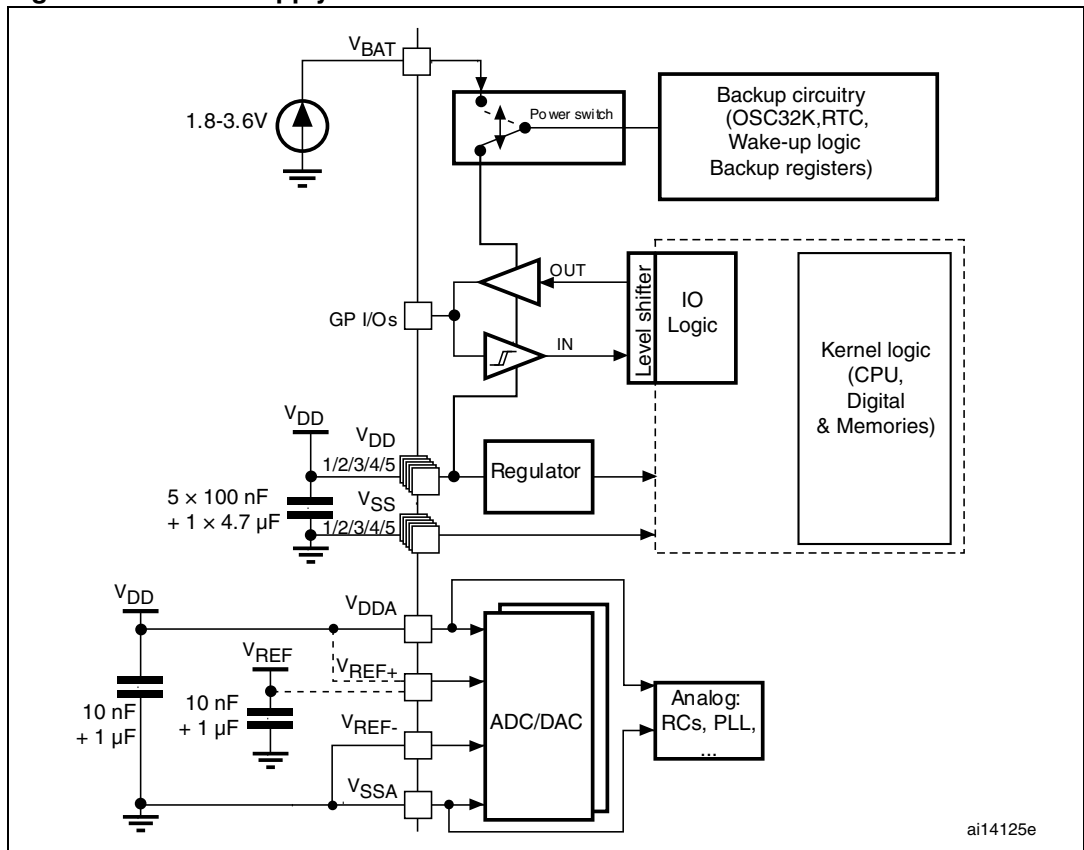 VBAT
1.8-3.6V
Power switch
Backup circuitry
(OSC32K,RTC,
Wake-up logic
Backup registers)
OUT
GP I/Os
IN
Level shifter
IO
Logic
Kernel logic
(CPU,
Digital
& Memories)
VDD
VDD
1/2/3/4/5
Regulator
5 × 100 nF
+ 1 × 4.7 µF
VSS
1/2/3/4/5
VDD
VDDA
VREF
VREF+
10 nF
+ 1 µF
10 nF
+ 1 µF
VREF-
VSSA
ADC/DAC
Analog:
RCs, PLL,
...
ai14125e